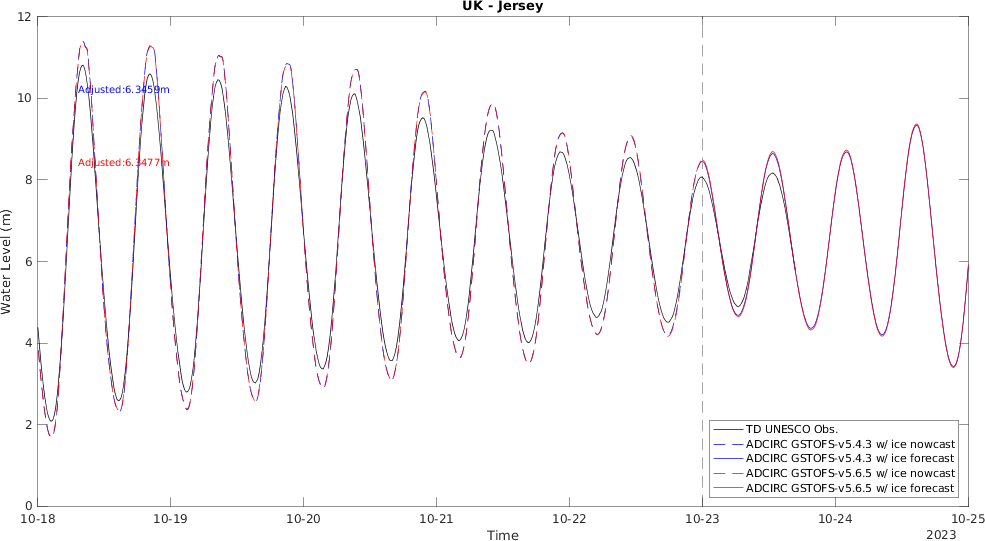 UK - Jersey
12
10
8
6
4
2
0
Water Level (m)
Adjusted:6.3459m
Adjusted:6.3477m
TD UNESCO Obs.
ADCIRC GSTOFS-v5.4.3 w/ ice nowcast
ADCIRC GSTOFS-v5.4.3 w/ ice forecast
ADCIRC GSTOFS-v5.6.5 w/ ice nowcast
ADCIRC GSTOFS-v5.6.5 w/ ice forecast
10-18 10-19 10-20 10-21 10-22 10-23 10-24 10-25
Time
2023